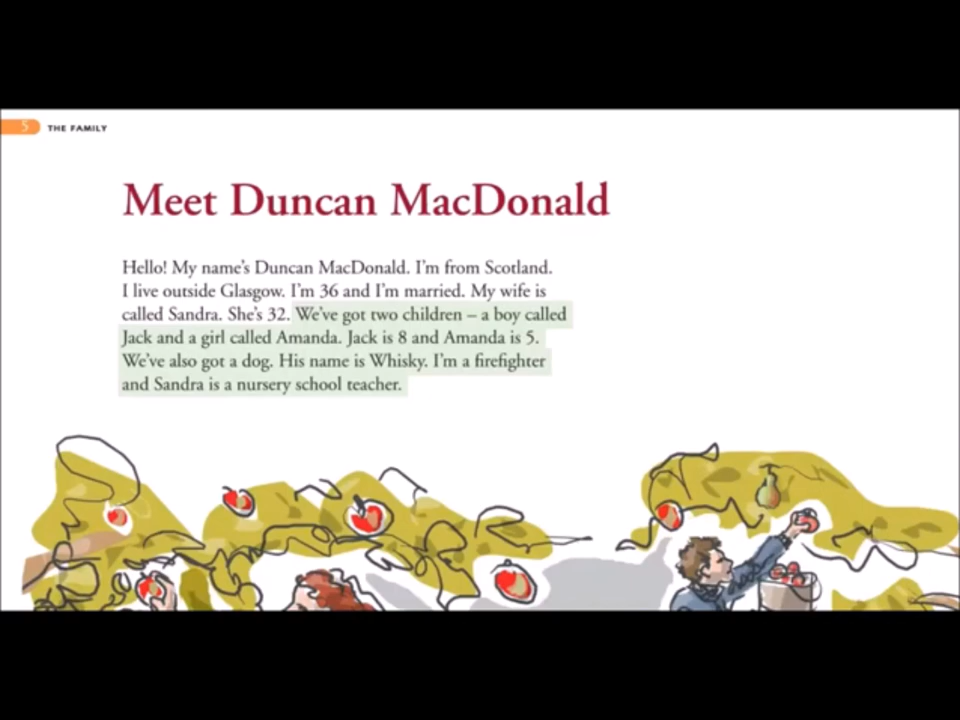 5 THE FAMILY
Meet Duncan MacDonald
Hello! My name's Duncan MacDonald. I'm from Scotland.
I live outside Glasgow. I'm 36 and I'm married. My wife is
called Sandra. She's 32. We've got two children – a boy called
Jack and a girl called Amanda. Jack is 8 and Amanda is 5.
We've also got a dog. His name is Whisky. I'm a firefighter
and Sandra is a nursery school teacher.